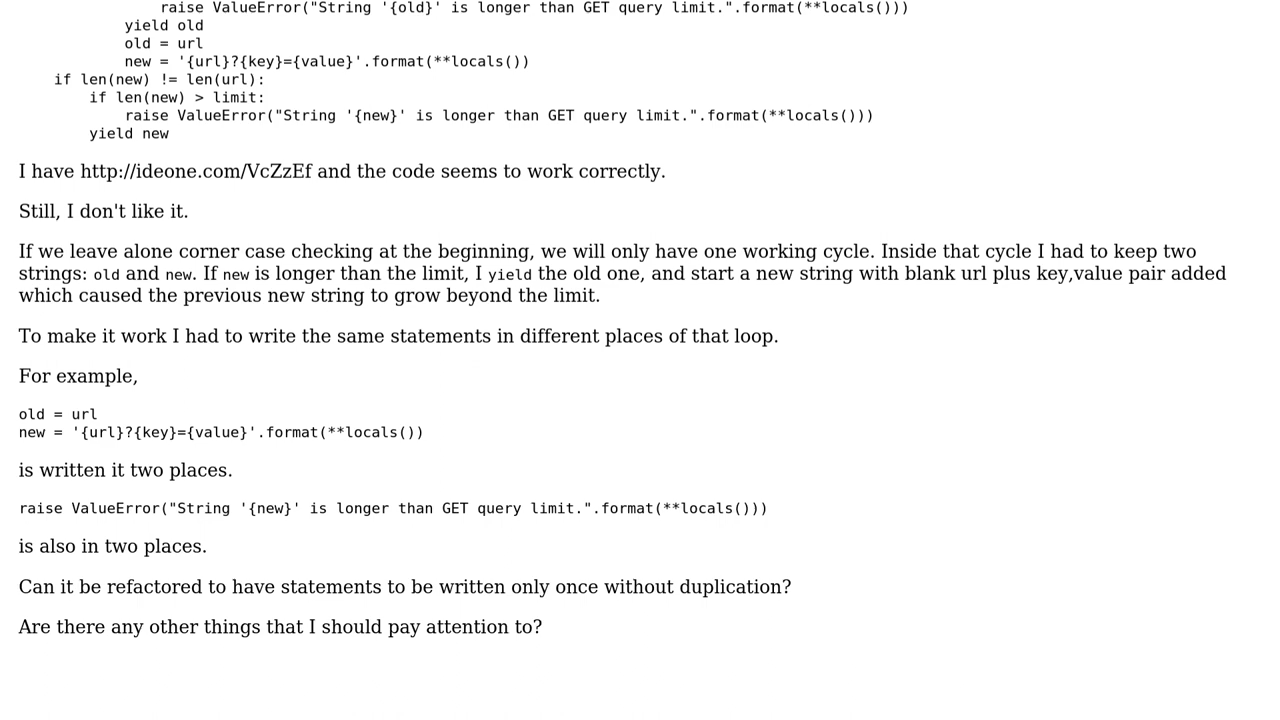 raise ValueError("String '{old}' is longer than GET query limit.".format(**locals()))
yield old
old = url
new = '{url}?{key}={value}'.format(**locals())
if len(new) != len(url):
if len(new) > limit:
raise ValueError("String '{new}' is longer than GET query limit.".format(**locals()))
yield new
I have http://ideone.com/VcZzEf and the code seems to work correctly.
Still, I don't like it.
If we leave alone corner case checking at the beginning, we will only have one working cycle. Inside that cycle I had to keep two
strings: old and new. If new is longer than the limit, I yield the old one, and start a new string with blank url plus key,value pair added
which caused the previous new string to grow beyond the limit.
To make it work I had to write the same statements in different places of that loop.
For example,
old = url
new = '{url}?{key}={value}'.format(**locals())
is written it two places.
raise ValueError("String '{new}' is longer than GET query limit.".format(**locals()))
is also in two places.
Can it be refactored to have statements to be written only once without duplication?
Are there any other things that I should pay attention to?